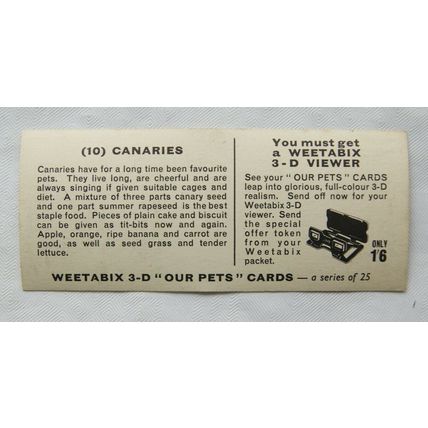 (10) CANARIES
Canaries have for a long time been favourite
pets. They live long, are cheerful and are
always singing if given suitable cages and
diet. A mixture of three parts canary seed
and one part summer rapeseed is the best
staple food. Pieces of plain cake and biscuit
can be given as tit-bits now and again.
Apple, orange, ripe banana and carrot are
good, as well as seed grass and tender
lettuce.
You must get
a WEETABIX
3-D VIEWER
See your "OUR PETS" CARDS
leap into glorious, full-colour 3-D
realism. Send off now for your
Weetabix 3-D
viewer. Send
the special
offer token
from your
Weetabix
packet.
ONLY
1'6
WEETABIX 3-D "OUR PETS" CARDS — a series of 25